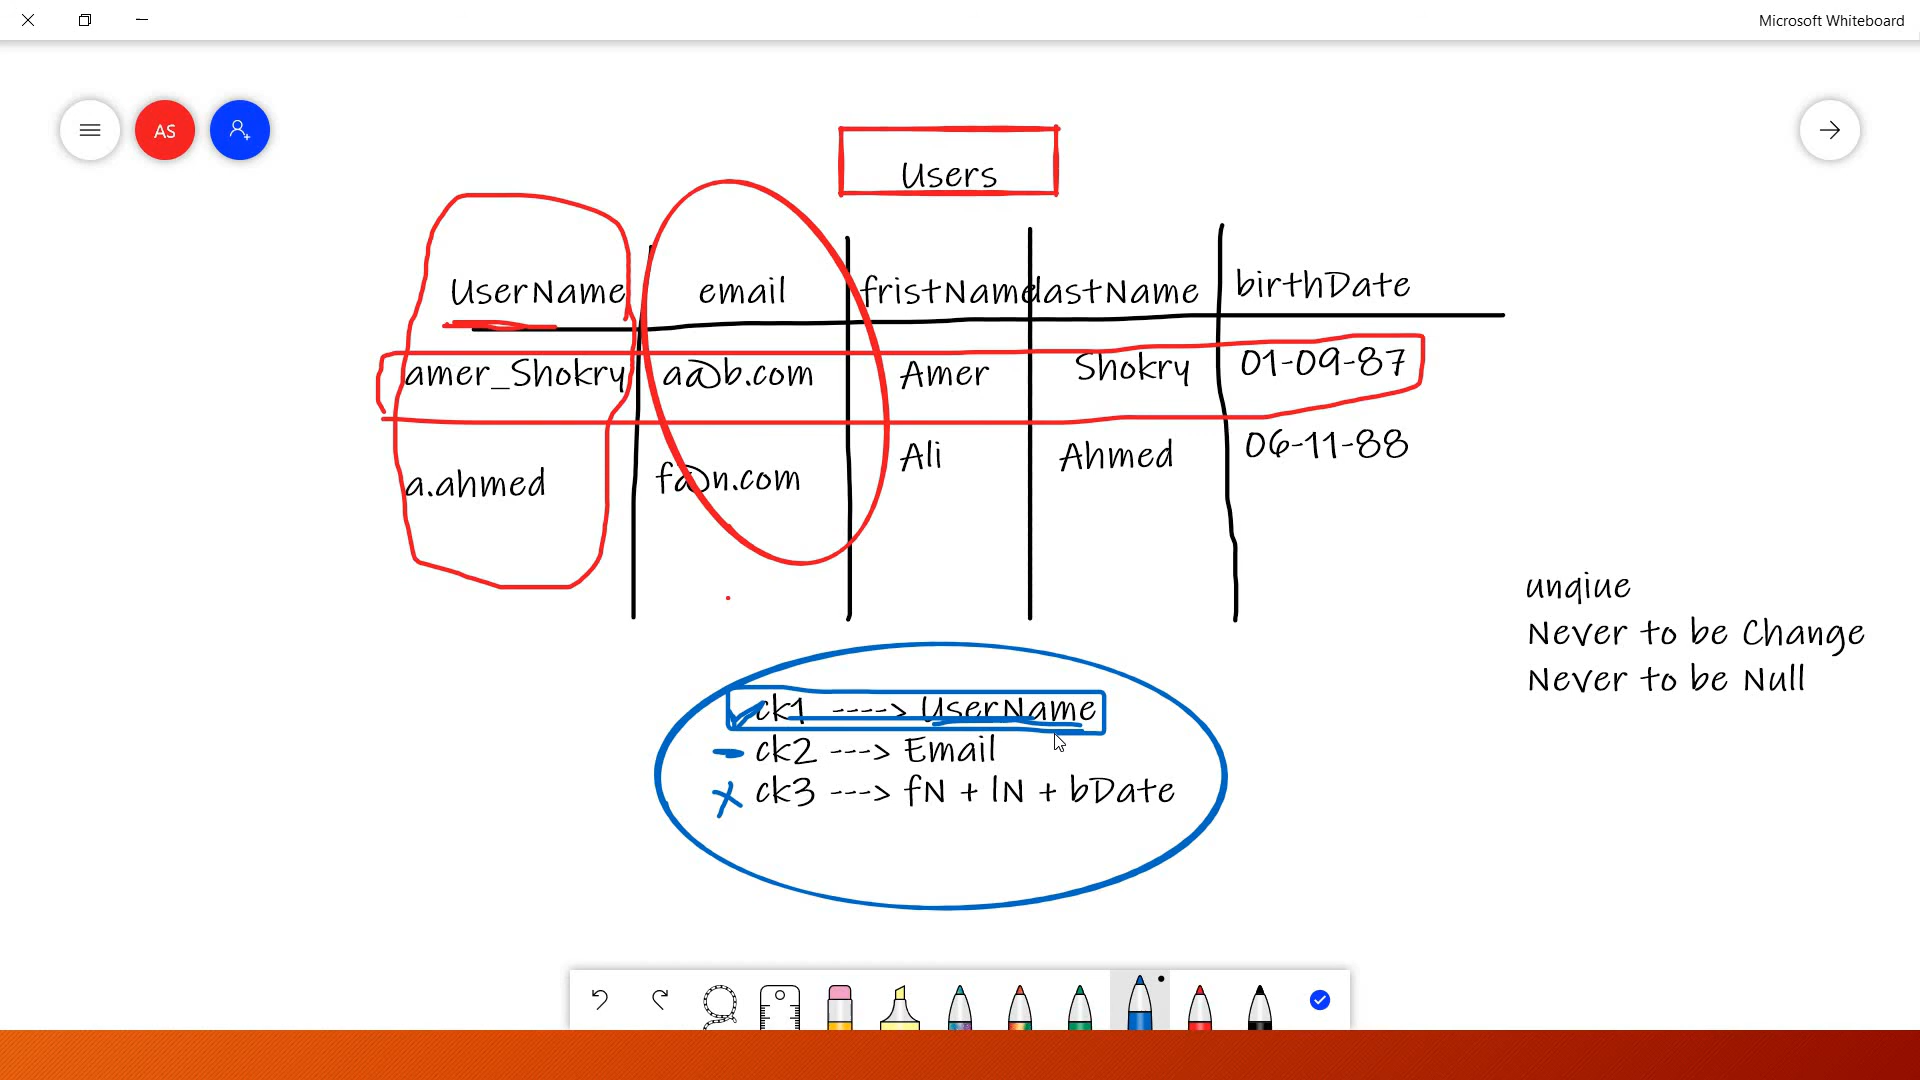 Microsoft Whiteboard
AS
Users
UserName email fristName lastName birthDate
amer_Shokry a@b.com Amer Shokry 01-09-87
a.ahmed f@n.com Ali Ahmed 06-11-88
unqiue
Never to be Change
Never to be Null
ck1 ----> UserName
ck2 ---> Email
ck3 ---> fN + lN + bDate